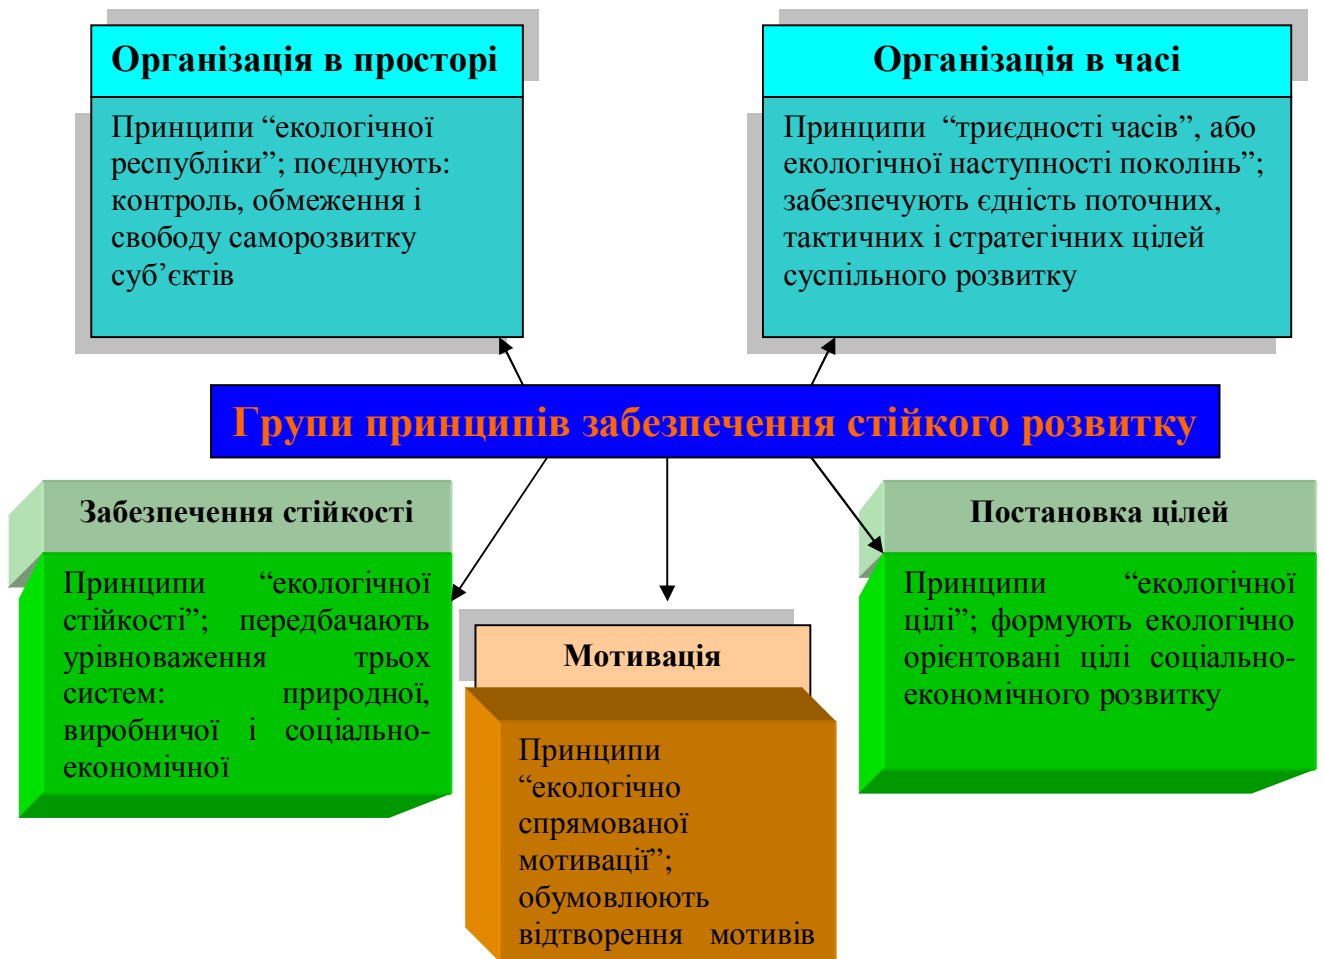 Організація в просторі
Принципи “екологічної
республіки”; поєднують:
контроль, обмеження і
свободу саморозвитку
суб’єктів
Організація в часі
Принципи “триєдності часів”, або
екологічної наступності поколінь”;
забезпечують єдність поточних,
тактичних і стратегічних цілей
суспільного розвитку
Групи принципів забезпечення стійкого розвитку
Забезпечення стійкості
Принципи “екологічної
стійкості”; передбачають
урівноваження трьох
систем: природної,
виробничої і соціально-
економічної
Мотивація
Принципи
“екологічно
спрямованої
мотивації”;
обумовлюють
відтворення мотивів
Постановка цілей
Принципи “екологічної
цілі”; формують екологічно
орієнтовані цілі соціально-
економічного розвитку